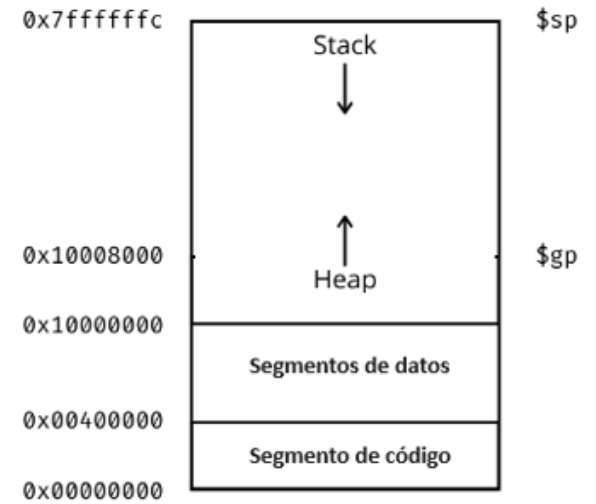 0x7ffffffc $sp
Stack
0x10008000 $gp
Heap
0x10000000
Segmentos de datos
0x00400000
Segmento de código
0x00000000